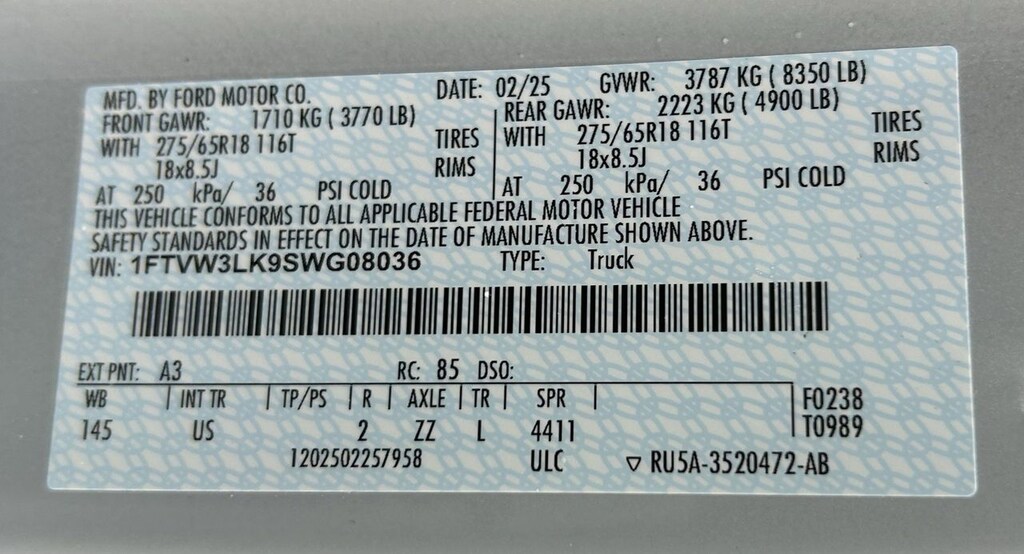 MFD. BY FORD MOTOR CO. DATE: 02/25 GVWR: 3787 KG ( 8350 LB)
FRONT GAWR: 1710 KG ( 3770 LB) REAR GAWR: 2223 KG ( 4900 LB)
WITH 275/65R18 116T TIRES WITH 275/65R18 116T TIRES
18x8.5J RIMS 18x8.5J RIMS
AT 250 kPa/ 36 PSI COLD AT 250 kPa/ 36 PSI COLD
THIS VEHICLE CONFORMS TO ALL APPLICABLE FEDERAL MOTOR VEHICLE
SAFETY STANDARDS IN EFFECT ON THE DATE OF MANUFACTURE SHOWN ABOVE.
VIN: 1FTVW3LK9SWG08036 TYPE: Truck
EXT PNT: A3 RC: 85 DSO:
WB | INT TR | TP/PS | R | AXLE | TR | SPR | F0238
145 US 2 ZZ L 4411 T0989
1202502257958 ULC ▽ RU5A-3520472-AB